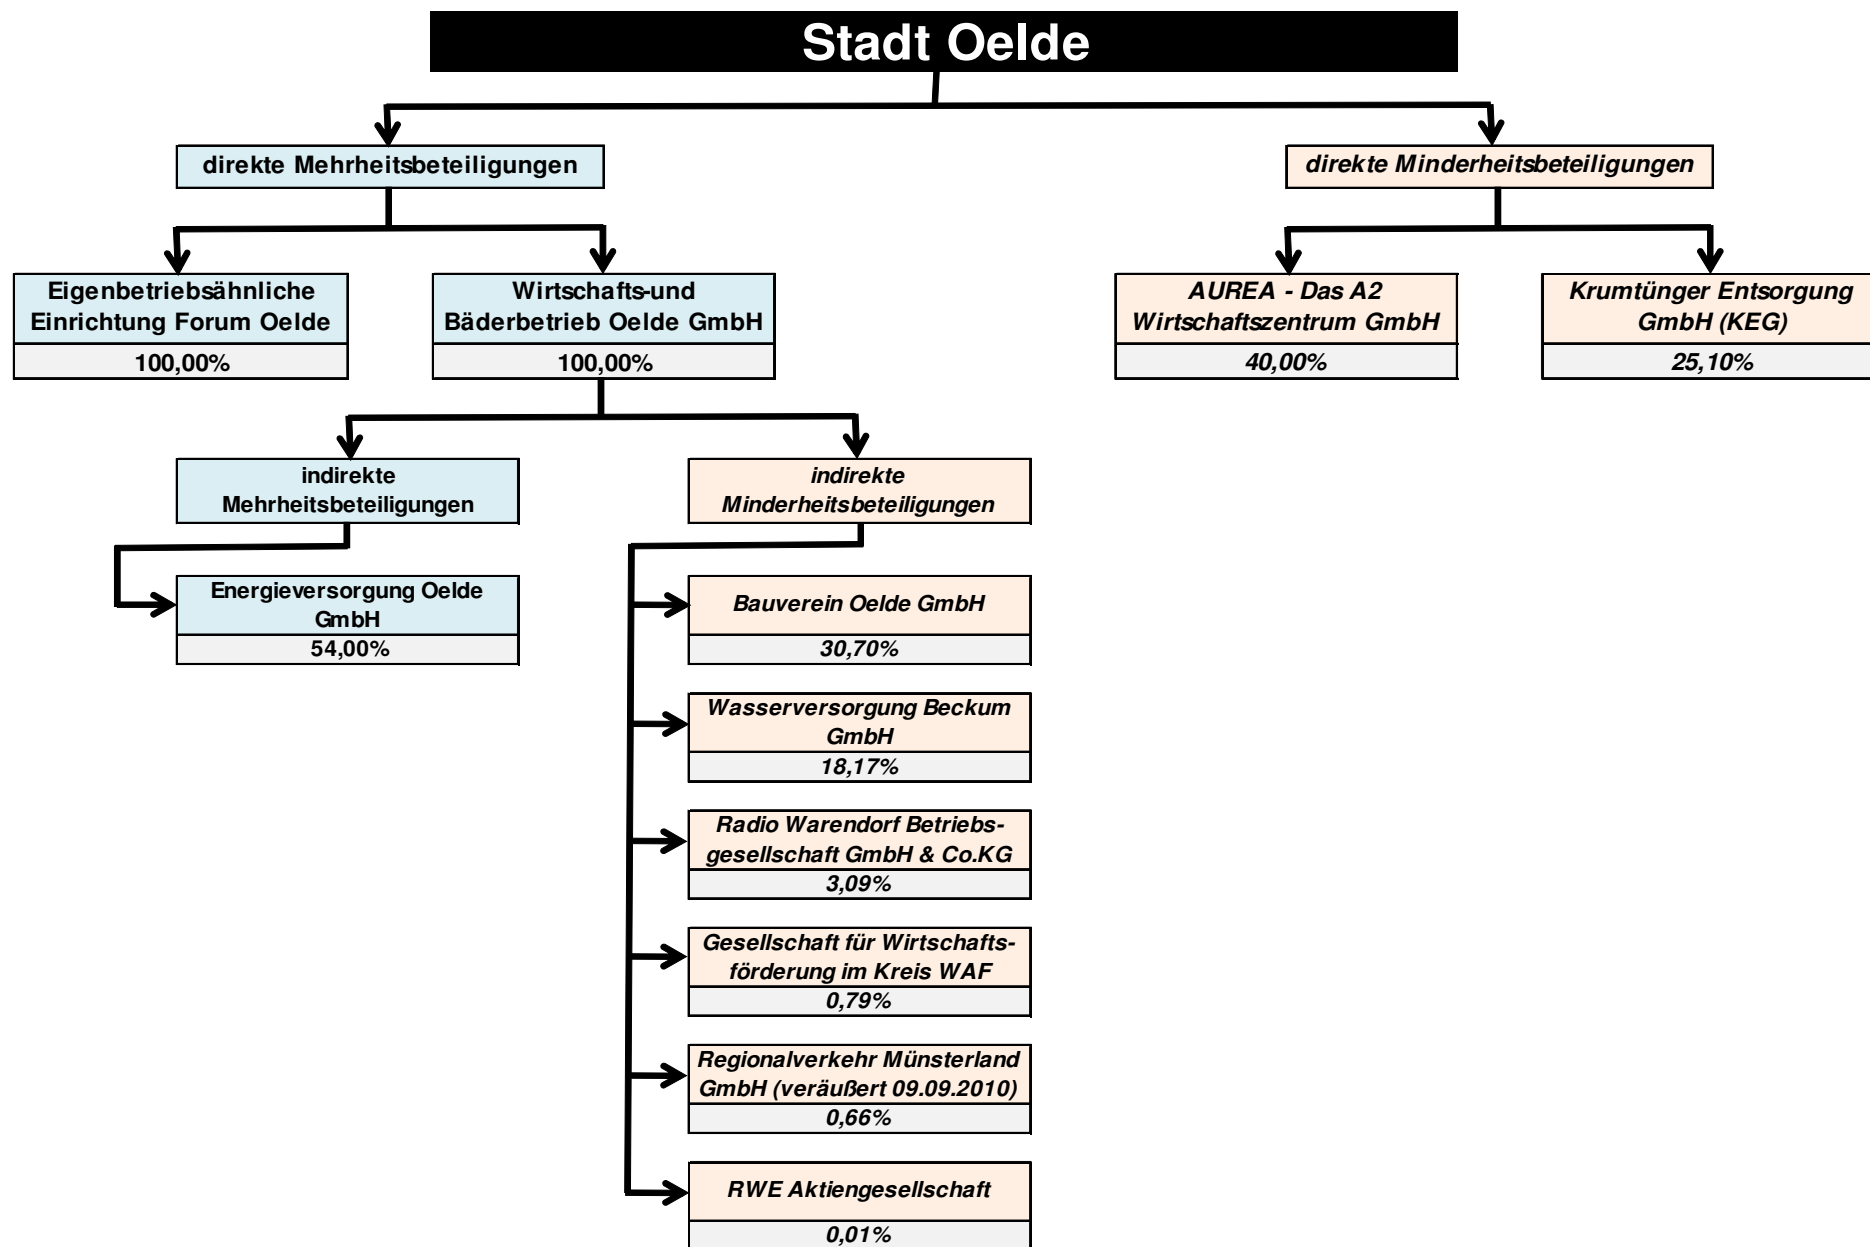 Stadt Oelde
direkte Mehrheitsbeteiligungen
direkte Minderheitsbeteiligungen
Eigenbetriebsähnliche
Einrichtung Forum Oelde
100,00%
Wirtschafts-und
Bäderbetrieb Oelde GmbH
100,00%
AUREA - Das A2
Wirtschaftszentrum GmbH
40,00%
Krumtünger Entsorgung
GmbH (KEG)
25,10%
indirekte
Mehrheitsbeteiligungen
indirekte
Minderheitsbeteiligungen
Energieversorgung Oelde
GmbH
54,00%
Bauverein Oelde GmbH
30,70%
Wasserversorgung Beckum
GmbH
18,17%
Radio Warendorf Betriebs-
gesellschaft GmbH & Co.KG
3,09%
Gesellschaft für Wirtschafts-
förderung im Kreis WAF
0,79%
Regionalverkehr Münsterland
GmbH (veräußert 09.09.2010)
0,66%
RWE Aktiengesellschaft
0,01%